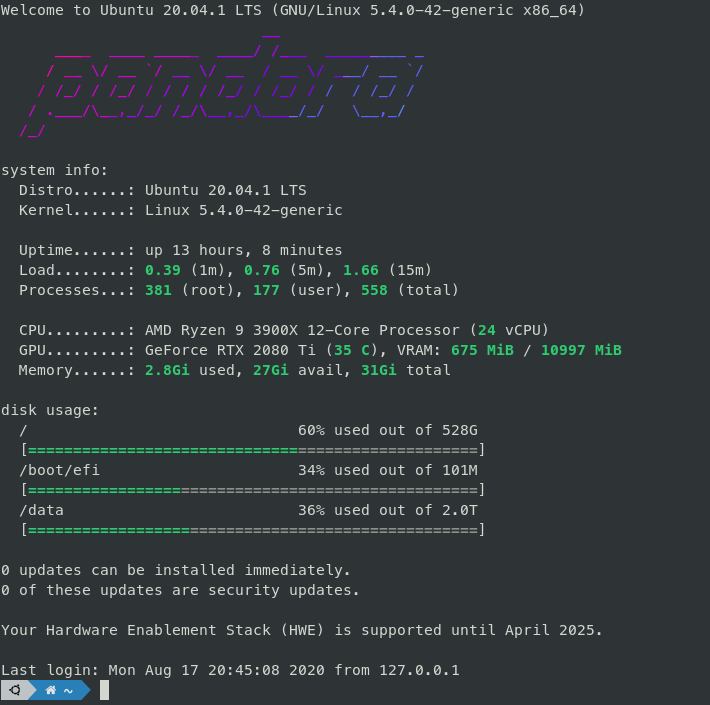 Welcome to Ubuntu 20.04.1 LTS (GNU/Linux 5.4.0-42-generic x86_64)
pandora
system info:
Distro......: Ubuntu 20.04.1 LTS
Kernel......: Linux 5.4.0-42-generic
Uptime......: up 13 hours, 8 minutes
Load........: 0.39 (1m), 0.76 (5m), 1.66 (15m)
Processes...: 381 (root), 177 (user), 558 (total)
CPU.........: AMD Ryzen 9 3900X 12-Core Processor (24 vCPU)
GPU.........: GeForce RTX 2080 Ti (35 C), VRAM: 675 MiB / 10997 MiB
Memory......: 2.8Gi used, 27Gi avail, 31Gi total
disk usage:
/ 60% used out of 528G
[==================================================]
/boot/efi 34% used out of 101M
[==================================================]
/data 36% used out of 2.0T
[==================================================]
0 updates can be installed immediately.
0 of these updates are security updates.
Your Hardware Enablement Stack (HWE) is supported until April 2025.
Last login: Mon Aug 17 20:45:08 2020 from 127.0.0.1
~